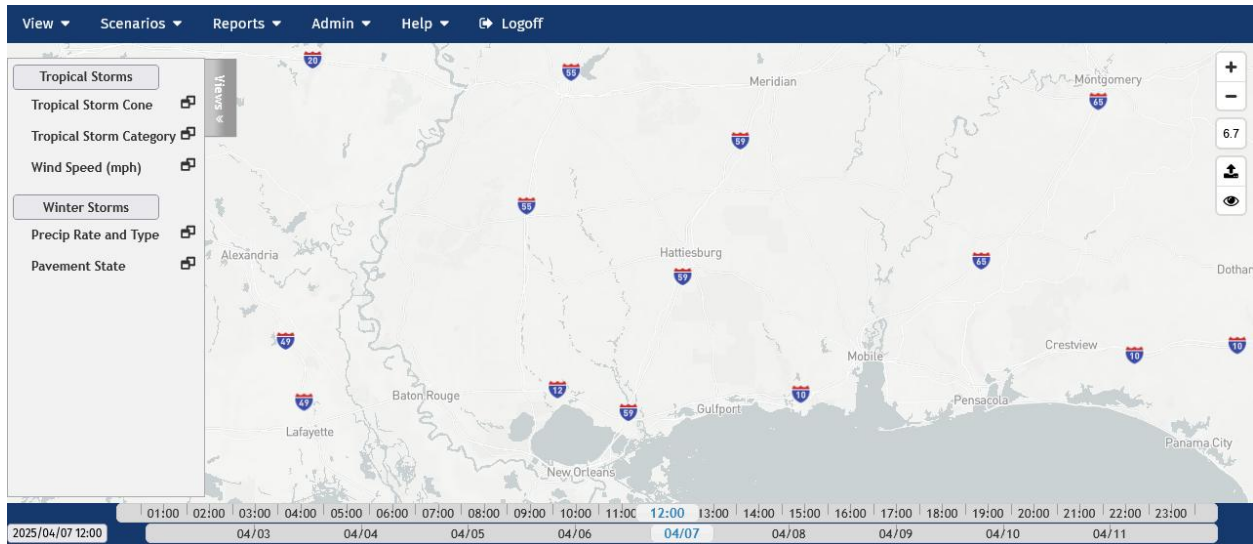 View Scenarios Reports Admin Help Logoff
Tropical Storms
Tropical Storm Cone
Tropical Storm Category
Wind Speed (mph)
Winter Storms
Precip Rate and Type
Pavement State
Views
20
55
Meridian
Montgomery
65
59
6.7
55
Alexandria
Hattiesburg
59
65
Dothan
49
Mobile
Crestview
10
10
49
Baton Rouge
12
59
Gulfport
10
Pensacola
Lafayette
New Orleans
Panama City
01:00 02:00 03:00 04:00 05:00 06:00 07:00 08:00 09:00 10:00 11:00 12:00 13:00 14:00 15:00 16:00 17:00 18:00 19:00 20:00 21:00 22:00 23:00
2025/04/07 12:00 04/03 04/04 04/05 04/06 04/07 04/08 04/09 04/10 04/11